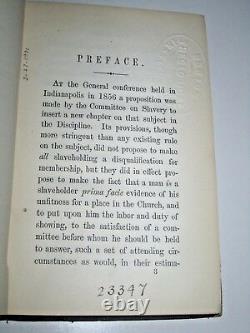 PREFACE.
At the General conference held in
Indianapolis in 1856 a proposition was
made by the Committee on Slavery to
insert a new chapter on that subject in
the Discipline. Its provisions, though
more stringent than any existing rule
on the subject, did not propose to make
all slaveholding a disqualification for
membership, but they did in effect pro-
pose to make the fact that a man is a
slaveholder prima facie evidence of his
unfitness for a place in the Church, and
to put upon him the labor and duty of
showing, to the satisfaction of a com-
mittee before whom he should be held
to answer, such a set of attending cir-
cumstances as would, in their estima-
3
23347